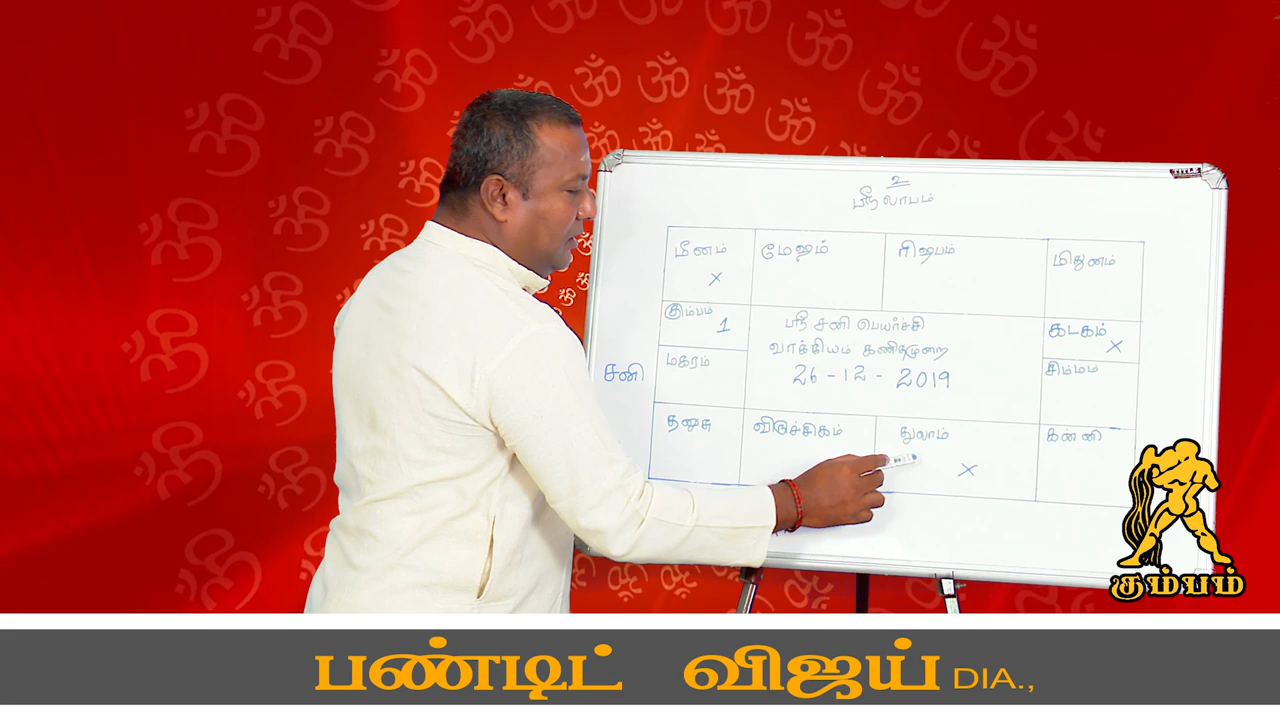 2
ஸ்ரீ லாபம்
மீனம் மேஷம் ரிஷபம் மிதுனம்
X
கும்பம்
1
ஸ்ரீ சனி பெயர்ச்சி
வாக்கியம் கணிதமுறை
26-12-2019
கடகம்
X
சனி
மகரம்
சிம்மம்
தனுசு விருச்சிகம் துலாம் கன்னி
X
கும்பம்
பண்டிட் விஜய் DIA.,